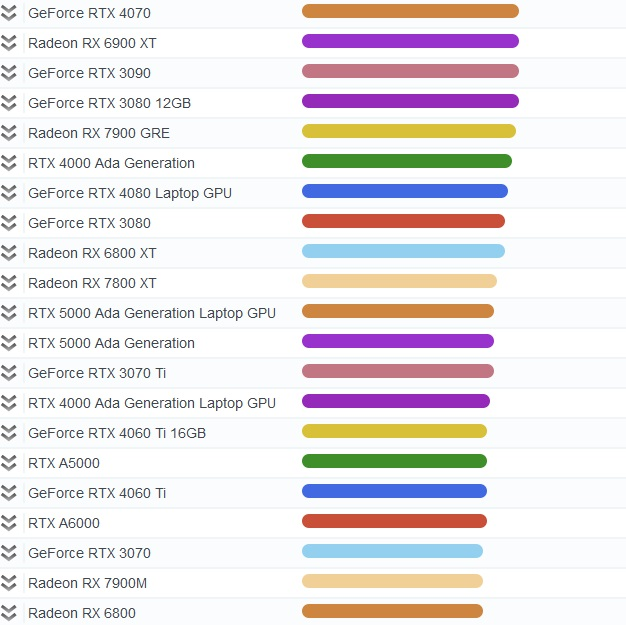 GeForce RTX 4070
Radeon RX 6900 XT
GeForce RTX 3090
GeForce RTX 3080 12GB
Radeon RX 7900 GRE
RTX 4000 Ada Generation
GeForce RTX 4080 Laptop GPU
GeForce RTX 3080
Radeon RX 6800 XT
Radeon RX 7800 XT
RTX 5000 Ada Generation Laptop GPU
RTX 5000 Ada Generation
GeForce RTX 3070 Ti
RTX 4000 Ada Generation Laptop GPU
GeForce RTX 4060 Ti 16GB
RTX A5000
GeForce RTX 4060 Ti
RTX A6000
GeForce RTX 3070
Radeon RX 7900M
Radeon RX 6800